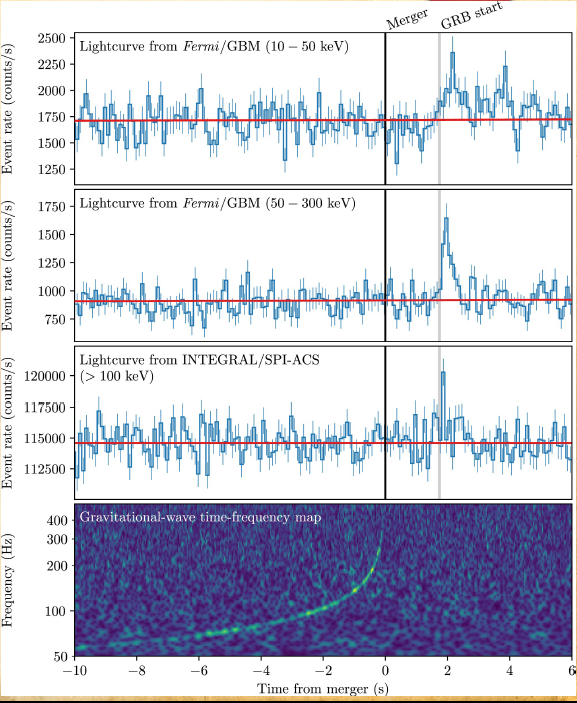 Merger
GRB start
Lightcurve from Fermi/GBM (10 − 50 keV)
Event rate (counts/s)
2500
2250
2000
1750
1500
1250
Lightcurve from Fermi/GBM (50 − 300 keV)
Event rate (counts/s)
1750
1500
1250
1000
750
Lightcurve from INTEGRAL/SPI-ACS
(> 100 keV)
Event rate (counts/s)
120000
117500
115000
112500
Gravitational-wave time-frequency map
Frequency (Hz)
400
300
200
100
50
−10 −8 −6 −4 −2 0 2 4 6
Time from merger (s)